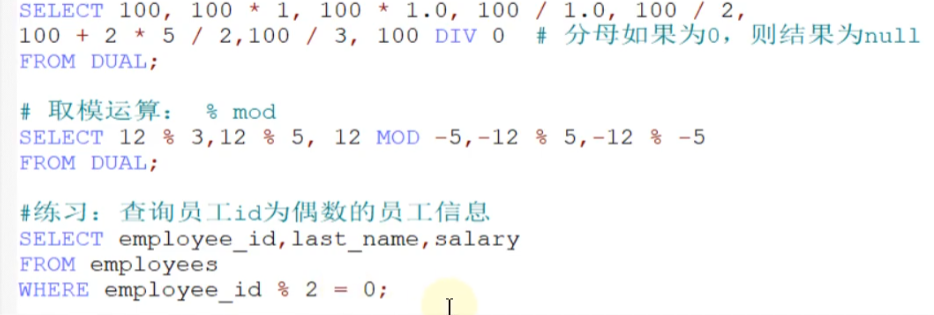 SELECT 100, 100 * 1, 100 * 1.0, 100 / 1.0, 100 / 2,
100 + 2 * 5 / 2,100 / 3, 100 DIV 0  # 分母如果为0，则结果为null
FROM DUAL;
# 取模运算： % mod
SELECT 12 % 3,12 % 5, 12 MOD -5,-12 % 5,-12 % -5
FROM DUAL;
#练习：查询员工id为偶数的员工信息
SELECT employee_id,last_name,salary
FROM employees
WHERE employee_id % 2 = 0;